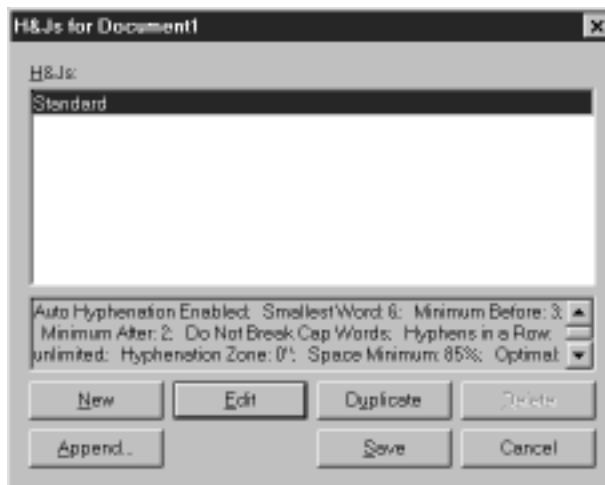 H&Js for Document1
H&Js:
Standard
Auto Hyphenation Enabled; Smallest Word: 6; Minimum Before: 3;
Minimum After: 2; Do Not Break Cap Words; Hyphens in a Row:
unlimited; Hyphenation Zone: 0"; Space Minimum: 85%; Optimal:
New Edit Duplicate Delete
Append... Save Cancel